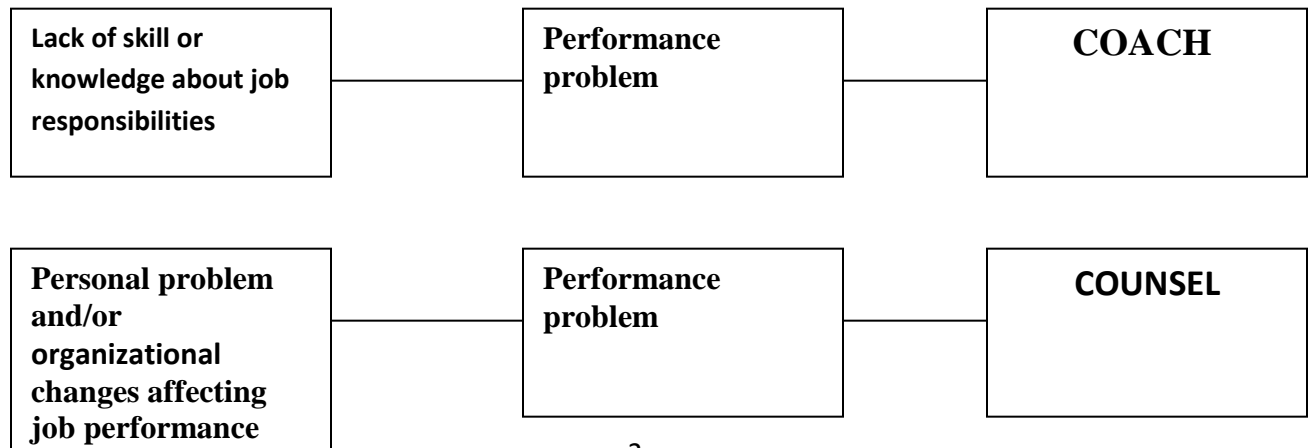 Lack of skill or
knowledge about job
responsibilities
Performance
problem
COACH
Personal problem
and/or
organizational
changes affecting
job performance
Performance
problem
COUNSEL